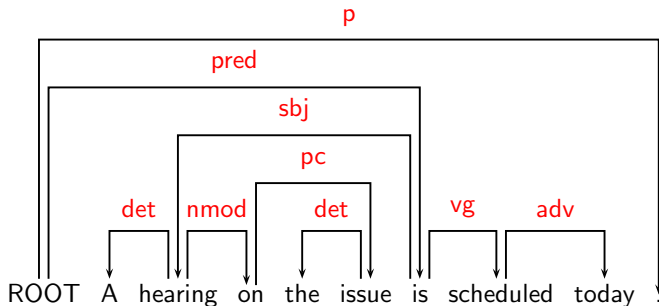 p
pred
sbj
pc
det nmod det vg adv
ROOT A hearing on the issue is scheduled today